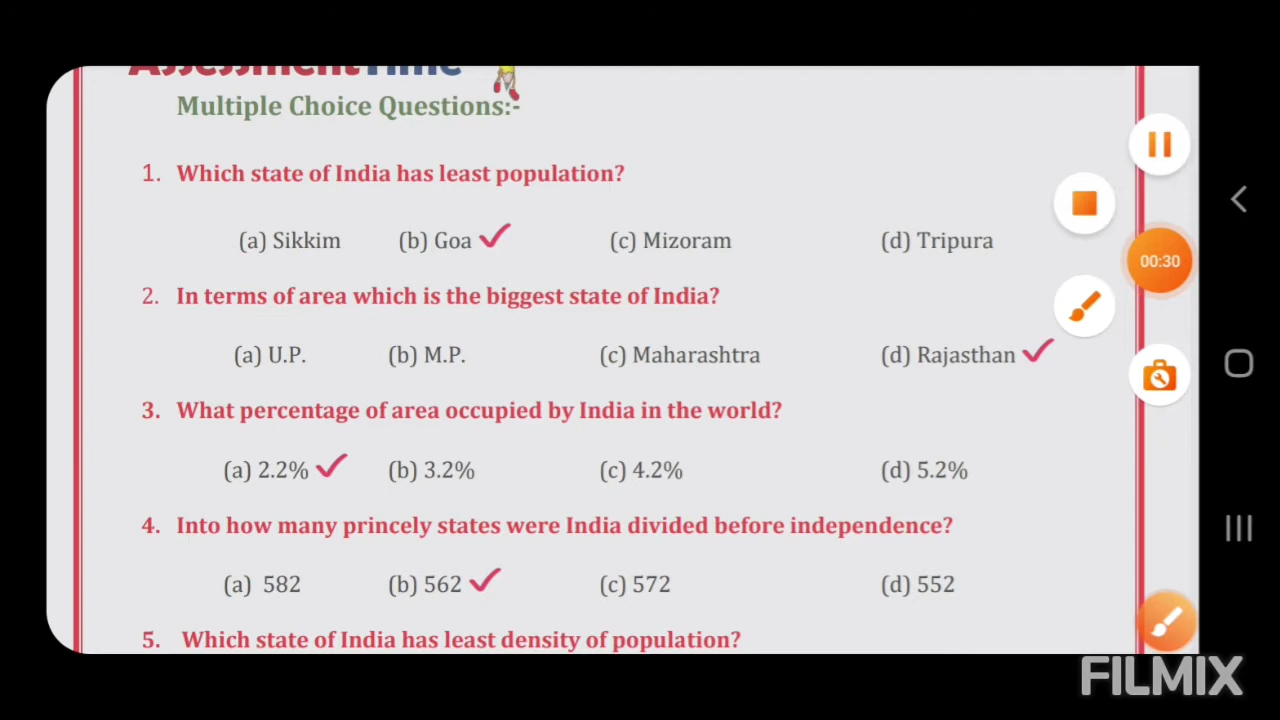 Assessment Time
Multiple Choice Questions:-
1. Which state of India has least population?
(a) Sikkim (b) Goa (c) Mizoram (d) Tripura
2. In terms of area which is the biggest state of India?
(a) U.P. (b) M.P. (c) Maharashtra (d) Rajasthan
3. What percentage of area occupied by India in the world?
(a) 2.2% (b) 3.2% (c) 4.2% (d) 5.2%
4. Into how many princely states were India divided before independence?
(a) 582 (b) 562 (c) 572 (d) 552
5. Which state of India has least density of population?
00:30
FILMIX